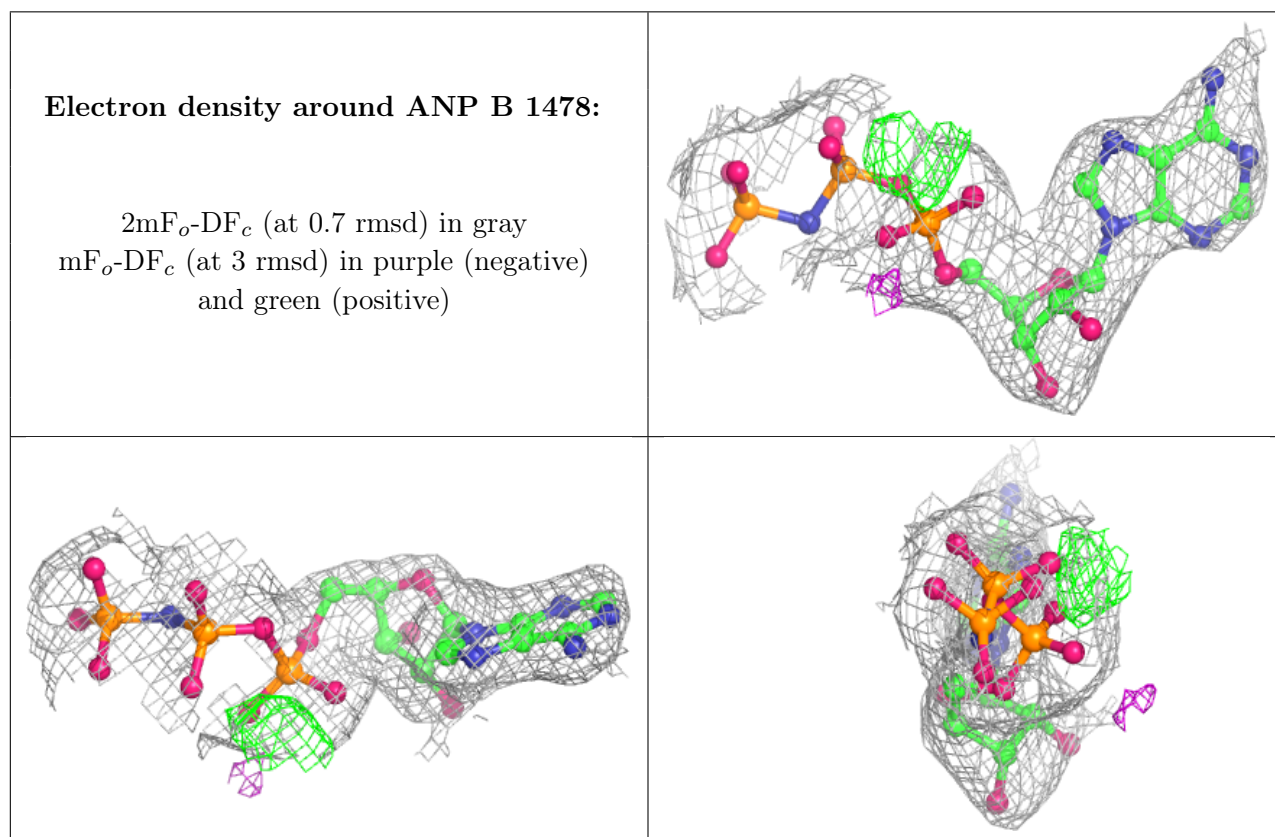 Electron density around ANP B 1478:
2mFo-DFc (at 0.7 rmsd) in gray
mFo-DFc (at 3 rmsd) in purple (negative)
and green (positive)